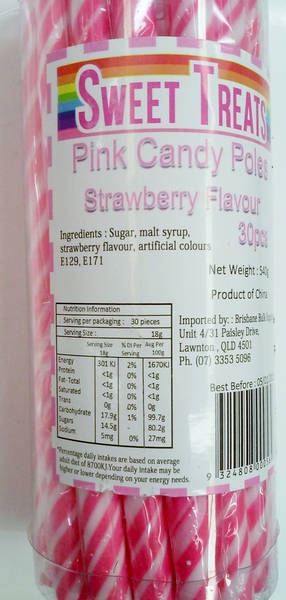 SWEET TREATS
Pink Candy Poles
Strawberry Flavour
30pcs
Ingredients : Sugar, malt syrup,
strawberry flavour, artificial colours
E129, E171
Net Weight : 540g
Product of China
Nutrition Information
Serving per packaging : 30 pieces
Serving Size : 18g
Serving Size 18g % DI Per Serving Avg Per 100g
Energy 301 KJ 2% 1670KJ
Protein <1g 0% <1g
Fat- Total <1g 0% <1g
Saturated <1g 0% <1g
Trans <1g 0% 0g
Carbohydrate 17.9g 1% 99.7g
Sugars 14.5g - 80.2g
Sodium 5mg 0% 27mg
*Percentage daily intakes are based on average
adult diet of 8700KJ.Your daily intake may be
higher or lower depending on your energy needs.
Importing by: : Brisbane Bulk
Unit 4/31 Paisley Drive,
Lawnton , QLD 4501
Ph. (07) 3353 5096
Best Before : 05/